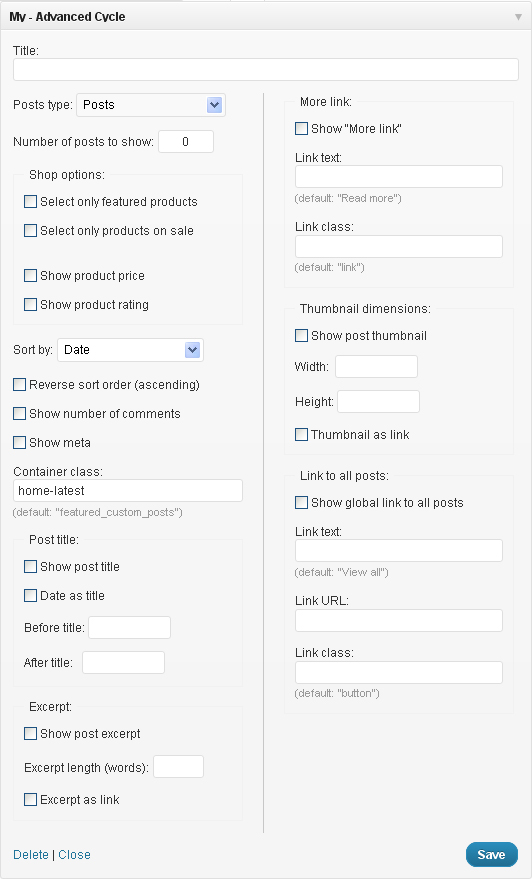 My - Advanced Cycle
Title:
Posts type: Posts
Number of posts to show: 0
Shop options:
Select only featured products
Select only products on sale
Show product price
Show product rating
Sort by: Date
Reverse sort order (ascending)
Show number of comments
Show meta
Container class:
home-latest
(default: "featured_custom_posts")
Post title:
Show post title
Date as title
Before title:
After title:
Excerpt:
Show post excerpt
Excerpt length (words):
Excerpt as link
More link:
Show "More link"
Link text:
(default: "Read more")
Link class:
(default: "link")
Thumbnail dimensions:
Show post thumbnail
Width:
Height:
Thumbnail as link
Link to all posts:
Show global link to all posts
Link text:
(default: "View all")
Link URL:
Link class:
(default: "button")
Delete | Close
Save